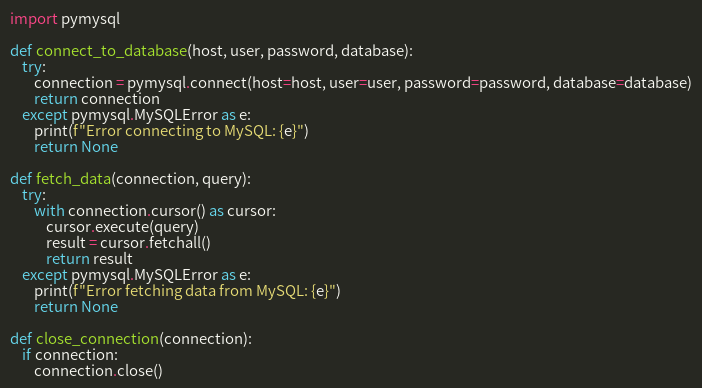 import pymysql

def connect_to_database(host, user, password, database):
    try:
        connection = pymysql.connect(host=host, user=user, password=password, database=database)
        return connection
    except pymysql.MySQLError as e:
        print(f"Error connecting to MySQL: {e}")
        return None

def fetch_data(connection, query):
    try:
        with connection.cursor() as cursor:
            cursor.execute(query)
            result = cursor.fetchall()
            return result
    except pymysql.MySQLError as e:
        print(f"Error fetching data from MySQL: {e}")
        return None

def close_connection(connection):
    if connection:
        connection.close()